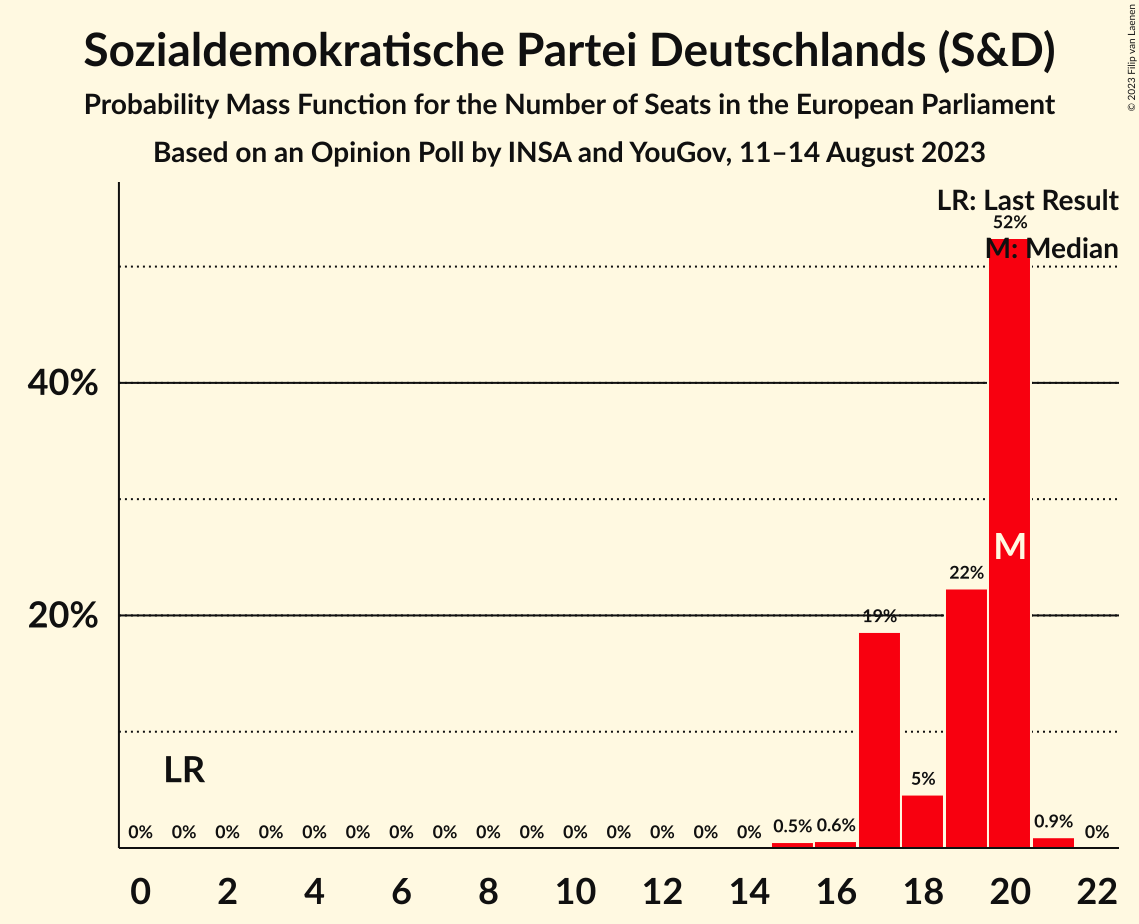 Sozialdemokratische Partei Deutschlands (S&D)
Probability Mass Function for the Number of Seats in the European Parliament
Based on an Opinion Poll by INSA and YouGov, 11–14 August 2023
© 2023 Filip van Laenen
LR: Last Result
52%
M: Median
40%
M
22%
20%
19%
LR
5%
0% 0% 0% 0% 0% 0% 0% 0% 0% 0% 0% 0% 0% 0% 0% 0.5% 0.6% 0.9% 0%
0 2 4 6 8 10 12 14 16 18 20 22